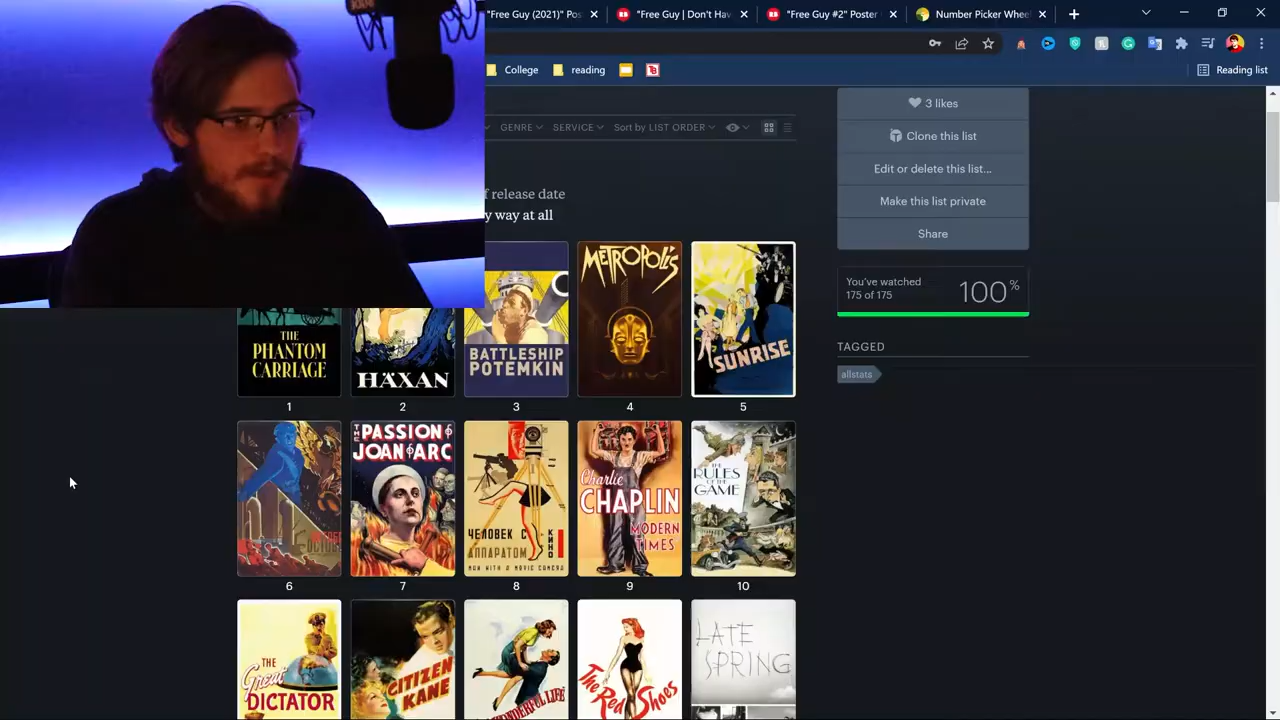 "Free Guy (2021)" Pos
"Free Guy | Don't Hav
"Free Guy #2" Poster
Number Picker Whee
College
reading
Reading list
GENRE
SERVICE
Sort by LIST ORDER
f release date
y way at all
3 likes
Clone this list
Edit or delete this list...
Make this list private
Share
You've watched
175 of 175
100%
TAGGED
allstats
THE
PHANTOM
CARRIAGE
HÄXAN
BATTLESHIP
POTEMKIN
METROPOLIS
SUNRISE
1
2
3
4
5
THE
PASSION of
JOAN of ARC
ЧЕЛОВЕК С
КИНО
АППАРАТОМ
MAN WITH A MOVIE CAMERA
Charlie
CHAPLIN
MODERN
TIMES
THE
RULES
OF THE
GAME
6
7
8
9
10
THE
Great
DICTATOR
CITIZEN
KANE
The Red Shoes
LATE
SPRING